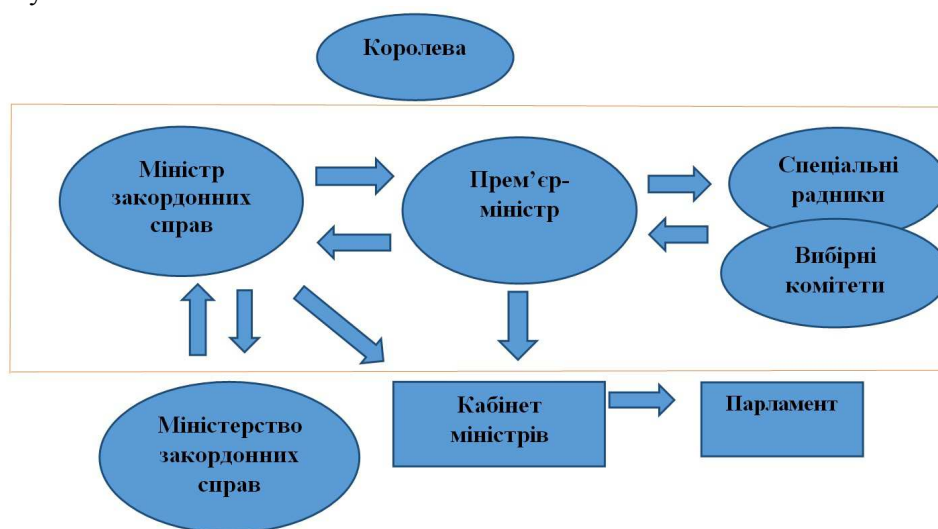 у
Королева
Міністр
закордонних
справ
Прем’єр-
міністр
Спеціальні
радники
Вибірні
комітети
Міністерство
закордонних
справ
Кабінет
міністрів
Парламент